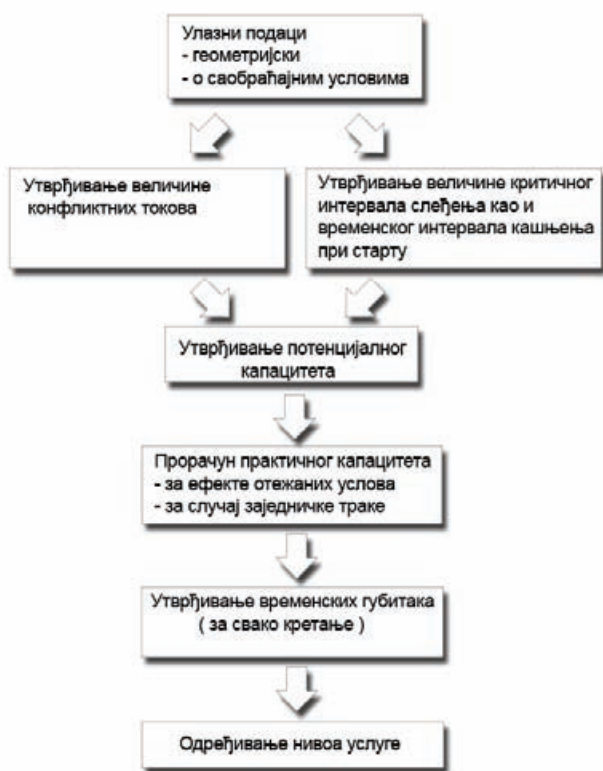 Улазни подаци
- геометријски
- о саобраћајним условима
Утврђивање величине
конфликтних токова
Утврђивање величине критичног
интервала слеђења као и
временског интервала кашњења
при старту
Утврђивање потенцијалног
капацитета
Прорачун практичног капацитета
- за ефекте отежаних услова
- за случај заједничке траке
Утврђивање временских губитака
( за свако кретање )
Одређивање нивоа услуге